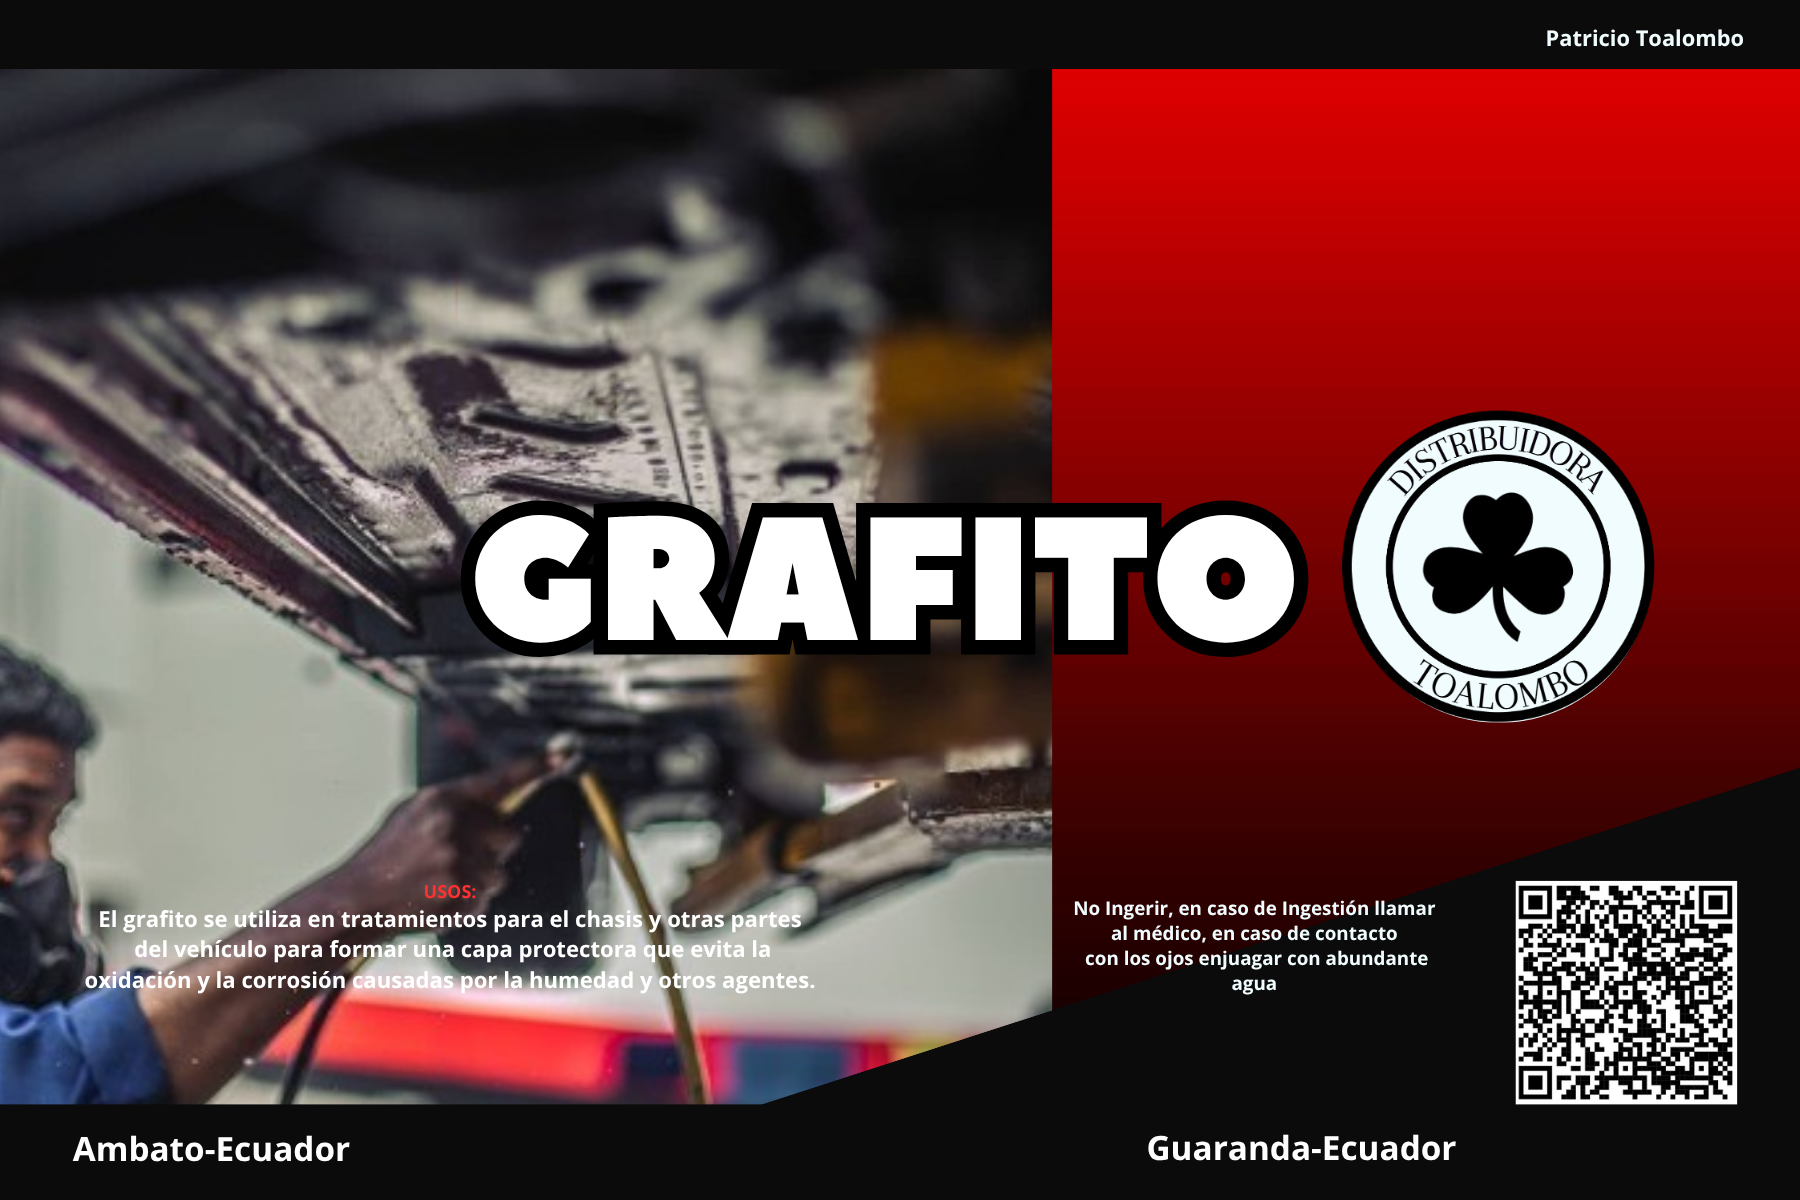 Patricio Toalombo
GRAFITO
DISTRIBUIDORA
TOALOMBO
USOS:
El grafito se utiliza en tratamientos para el chasis y otras partes
del vehículo para formar una capa protectora que evita la
oxidación y la corrosión causadas por la humedad y otros agentes.
No Ingerir, en caso de Ingestión llamar
al médico, en caso de contacto
con los ojos enjuagar con abundante
agua
Ambato-Ecuador
Guaranda-Ecuador